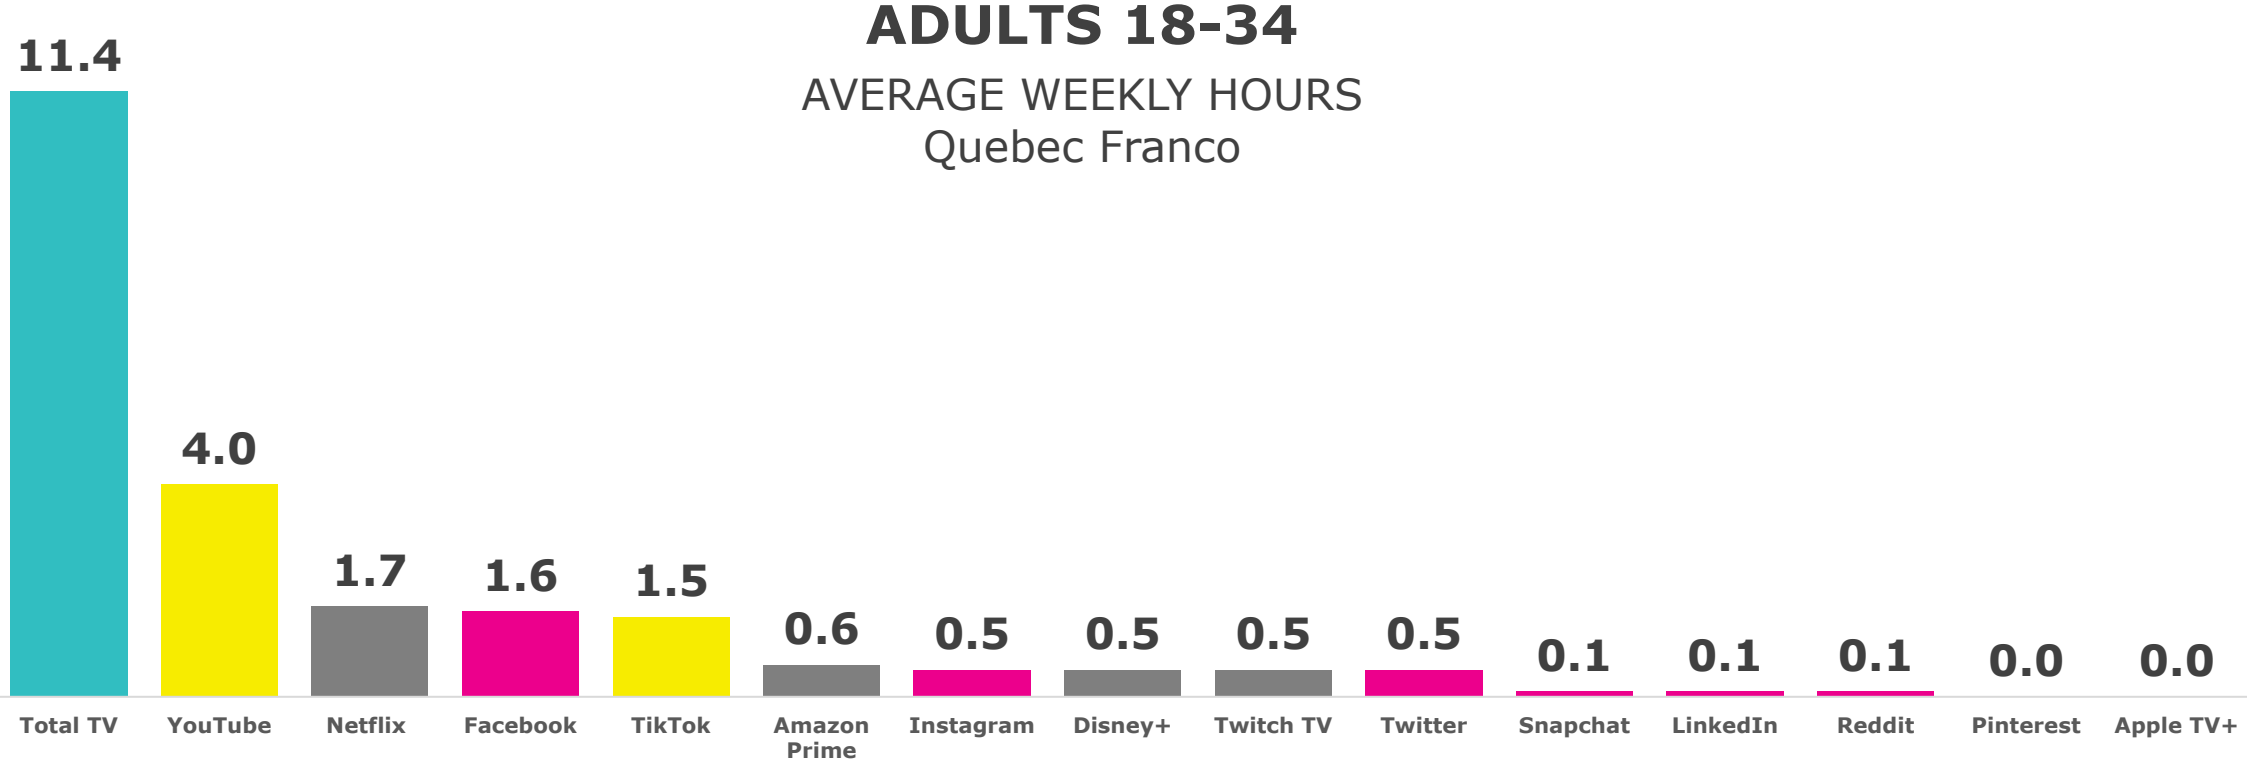 ADULTS 18-34
AVERAGE WEEKLY HOURS
Quebec Franco
11.4
4.0
1.7
1.6
1.5
0.6
0.5
0.5
0.5
0.5
0.1
0.1
0.1
0.0
0.0
Total TV
YouTube
Netflix
Facebook
TikTok
Amazon
Prime
Instagram
Disney+
Twitch TV
Twitter
Snapchat
LinkedIn
Reddit
Pinterest
Apple TV+